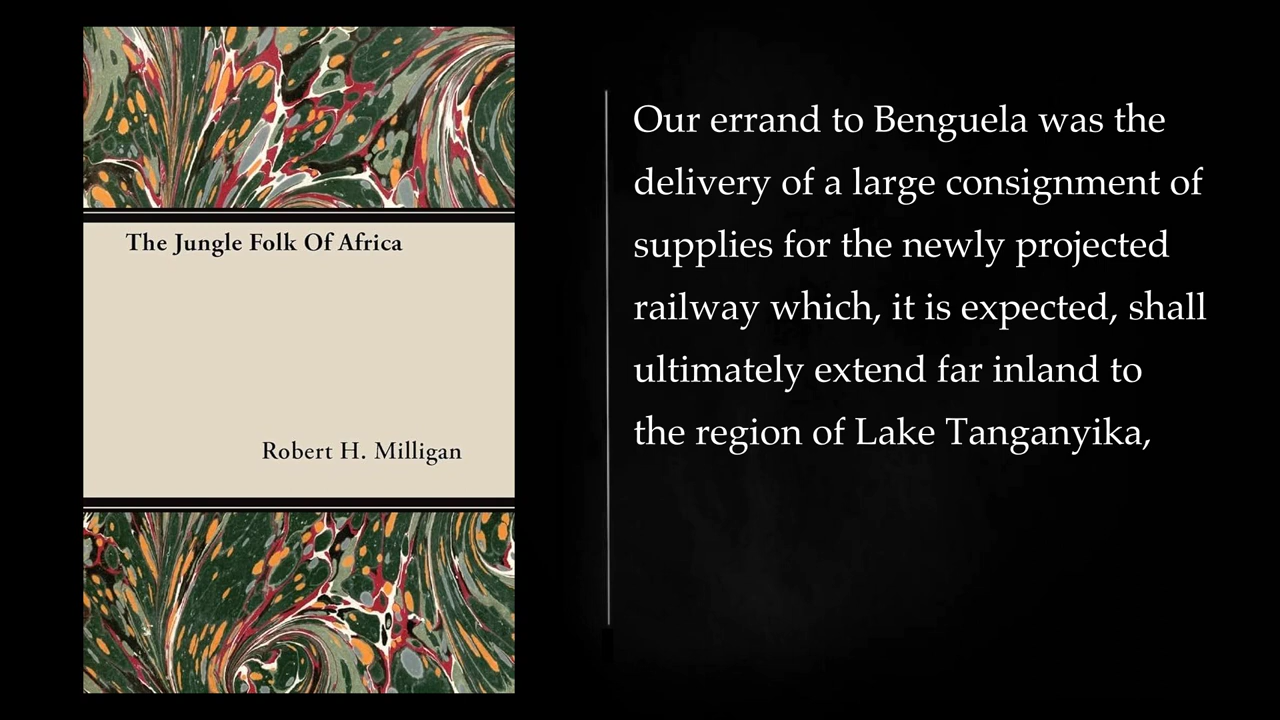 The Jungle Folk Of Africa
Robert H. Milligan
Our errand to Benguela was the
delivery of a large consignment of
supplies for the newly projected
railway which, it is expected, shall
ultimately extend far inland to
the region of Lake Tanganyika,